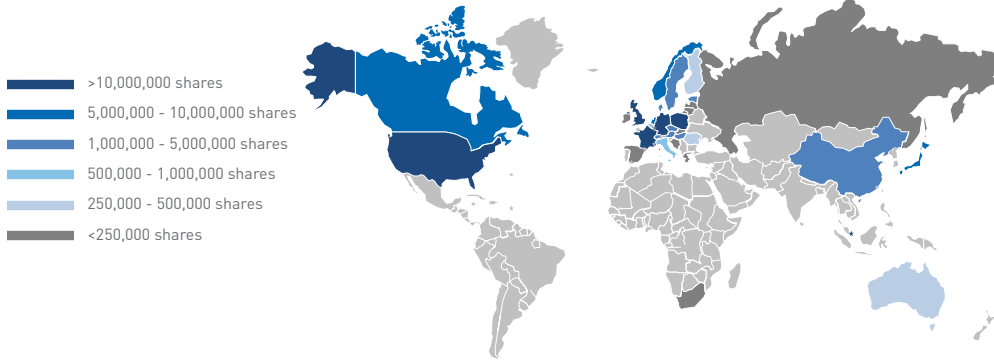 >10,000,000 shares
5,000,000 - 10,000,000 shares
1,000,000 - 5,000,000 shares
500,000 - 1,000,000 shares
250,000 - 500,000 shares
<250,000 shares